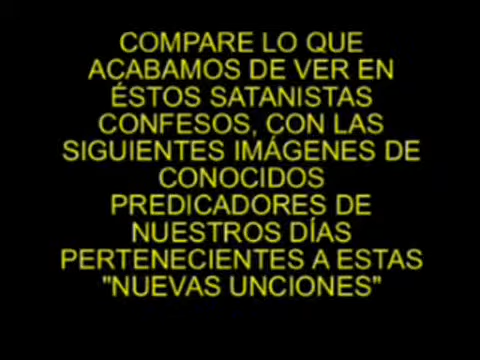 COMPARE LO QUE
ACABAMOS DE VER EN
ÉSTOS SATANISTAS
CONFESOS, CON LAS
SIGUIENTES IMÁGENES DE
CONOCIDOS
PREDICADORES DE
NUESTROS DÍAS
PERTENECIENTES A ESTAS
"NUEVAS UNCIONES"